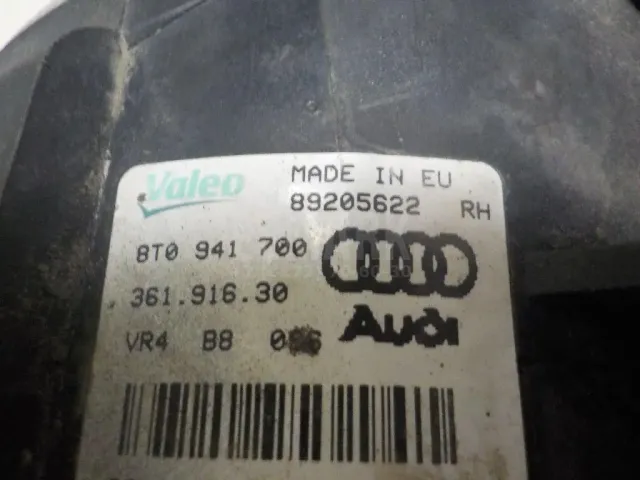 Valeo MADE IN EU
89205622 RH
8T0 941 700
361.916.30
VR4 B8
Audi